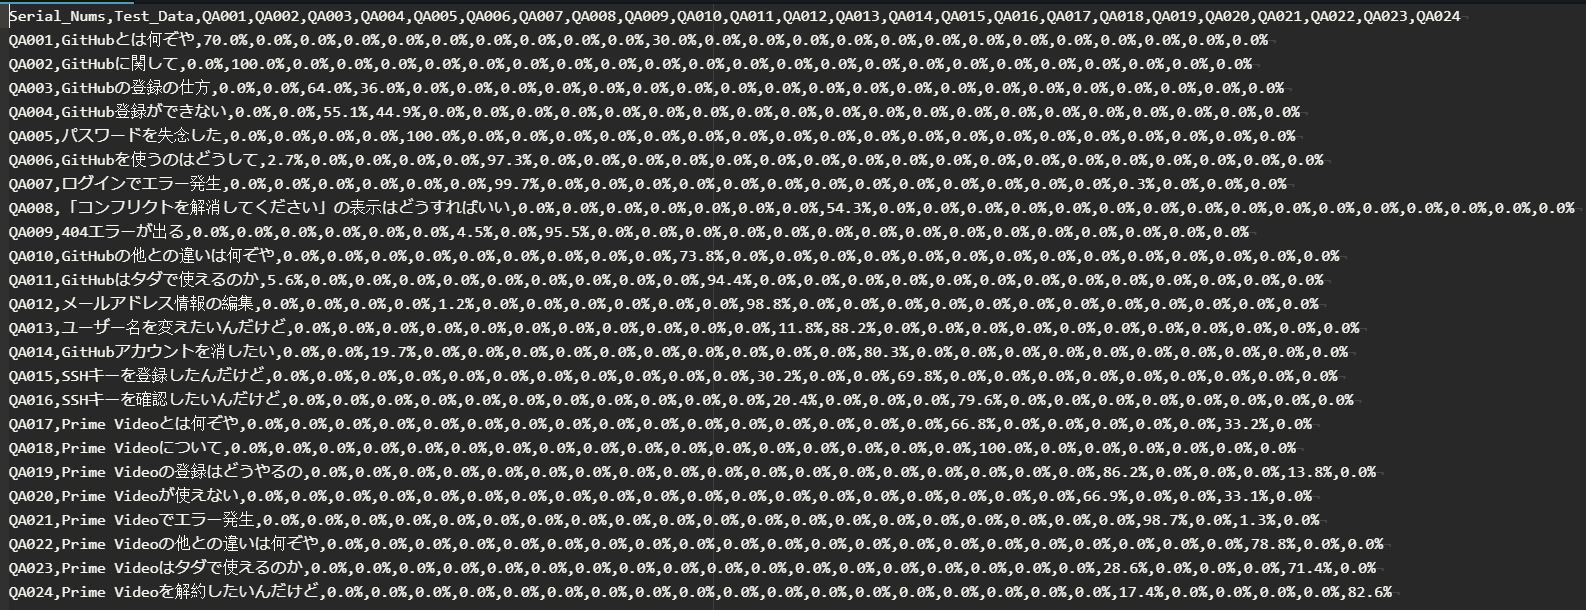 Serial_Nums,Test_Data,QA001,QA002,QA003,QA004,QA005,QA006,QA007,QA008,QA009,QA010,QA011,QA012,QA013,QA014,QA015,QA016,QA017,QA018,QA019,QA020,QA021,QA022,QA023,QA024
QA001,GitHubとは何ぞや,70.0%,0.0%,0.0%,0.0%,0.0%,0.0%,0.0%,0.0%,0.0%,0.0%,30.0%,0.0%,0.0%,0.0%,0.0%,0.0%,0.0%,0.0%,0.0%,0.0%,0.0%,0.0%,0.0%,0.0%
QA002,GitHubに関して,0.0%,100.0%,0.0%,0.0%,0.0%,0.0%,0.0%,0.0%,0.0%,0.0%,0.0%,0.0%,0.0%,0.0%,0.0%,0.0%,0.0%,0.0%,0.0%,0.0%,0.0%,0.0%,0.0%,0.0%
QA003,GitHubの登録の仕方,0.0%,0.0%,64.0%,36.0%,0.0%,0.0%,0.0%,0.0%,0.0%,0.0%,0.0%,0.0%,0.0%,0.0%,0.0%,0.0%,0.0%,0.0%,0.0%,0.0%,0.0%,0.0%,0.0%,0.0%
QA004,GitHub登録ができない,0.0%,0.0%,55.1%,44.9%,0.0%,0.0%,0.0%,0.0%,0.0%,0.0%,0.0%,0.0%,0.0%,0.0%,0.0%,0.0%,0.0%,0.0%,0.0%,0.0%,0.0%,0.0%,0.0%,0.0%
QA005,パスワードを失念した,0.0%,0.0%,0.0%,0.0%,100.0%,0.0%,0.0%,0.0%,0.0%,0.0%,0.0%,0.0%,0.0%,0.0%,0.0%,0.0%,0.0%,0.0%,0.0%,0.0%,0.0%,0.0%,0.0%,0.0%
QA006,GitHubを使うのはどうして,2.7%,0.0%,0.0%,0.0%,0.0%,97.3%,0.0%,0.0%,0.0%,0.0%,0.0%,0.0%,0.0%,0.0%,0.0%,0.0%,0.0%,0.0%,0.0%,0.0%,0.0%,0.0%,0.0%,0.0%
QA007,ログインでエラー発生,0.0%,0.0%,0.0%,0.0%,0.0%,0.0%,99.7%,0.0%,0.0%,0.0%,0.0%,0.0%,0.0%,0.0%,0.0%,0.0%,0.0%,0.0%,0.0%,0.0%,0.3%,0.0%,0.0%,0.0%
QA008,「コンフリクトを解消してください」の表示はどうすればいい,0.0%,0.0%,0.0%,0.0%,0.0%,0.0%,0.0%,54.3%,0.0%,0.0%,0.0%,0.0%,0.0%,0.0%,0.0%,0.0%,0.0%,0.0%,0.0%,0.0%,0.0%,0.0%,0.0%,0.0%
QA009,404エラーが出る,0.0%,0.0%,0.0%,0.0%,0.0%,0.0%,4.5%,0.0%,95.5%,0.0%,0.0%,0.0%,0.0%,0.0%,0.0%,0.0%,0.0%,0.0%,0.0%,0.0%,0.0%,0.0%,0.0%,0.0%
QA010,GitHubの他との違いは何ぞや,0.0%,0.0%,0.0%,0.0%,0.0%,0.0%,0.0%,0.0%,0.0%,73.8%,0.0%,0.0%,0.0%,0.0%,0.0%,0.0%,0.0%,0.0%,0.0%,0.0%,0.0%,0.0%,0.0%,0.0%
QA011,GitHubはタダで使えるのか,5.6%,0.0%,0.0%,0.0%,0.0%,0.0%,0.0%,0.0%,0.0%,0.0%,94.4%,0.0%,0.0%,0.0%,0.0%,0.0%,0.0%,0.0%,0.0%,0.0%,0.0%,0.0%,0.0%,0.0%
QA012,メールアドレス情報の編集,0.0%,0.0%,0.0%,0.0%,1.2%,0.0%,0.0%,0.0%,0.0%,0.0%,0.0%,98.8%,0.0%,0.0%,0.0%,0.0%,0.0%,0.0%,0.0%,0.0%,0.0%,0.0%,0.0%,0.0%
QA013,ユーザー名を変えたいんだけど,0.0%,0.0%,0.0%,0.0%,0.0%,0.0%,0.0%,0.0%,0.0%,0.0%,0.0%,11.8%,88.2%,0.0%,0.0%,0.0%,0.0%,0.0%,0.0%,0.0%,0.0%,0.0%,0.0%,0.0%
QA014,GitHubアカウントを消したい,0.0%,0.0%,19.7%,0.0%,0.0%,0.0%,0.0%,0.0%,0.0%,0.0%,0.0%,0.0%,0.0%,80.3%,0.0%,0.0%,0.0%,0.0%,0.0%,0.0%,0.0%,0.0%,0.0%,0.0%
QA015,SSHキーを登録したんだけど,0.0%,0.0%,0.0%,0.0%,0.0%,0.0%,0.0%,0.0%,0.0%,0.0%,0.0%,30.2%,0.0%,0.0%,69.8%,0.0%,0.0%,0.0%,0.0%,0.0%,0.0%,0.0%,0.0%,0.0%
QA016,SSHキーを確認したいんだけど,0.0%,0.0%,0.0%,0.0%,0.0%,0.0%,0.0%,0.0%,0.0%,0.0%,0.0%,20.4%,0.0%,0.0%,0.0%,79.6%,0.0%,0.0%,0.0%,0.0%,0.0%,0.0%,0.0%,0.0%
QA017,Prime Videoとは何ぞや,0.0%,0.0%,0.0%,0.0%,0.0%,0.0%,0.0%,0.0%,0.0%,0.0%,0.0%,0.0%,0.0%,0.0%,0.0%,0.0%,66.8%,0.0%,0.0%,0.0%,0.0%,0.0%,33.2%,0.0%
QA018,Prime Videoについて,0.0%,0.0%,0.0%,0.0%,0.0%,0.0%,0.0%,0.0%,0.0%,0.0%,0.0%,0.0%,0.0%,0.0%,0.0%,0.0%,0.0%,100.0%,0.0%,0.0%,0.0%,0.0%,0.0%,0.0%
QA019,Prime Videoの登録はどうやるの,0.0%,0.0%,0.0%,0.0%,0.0%,0.0%,0.0%,0.0%,0.0%,0.0%,0.0%,0.0%,0.0%,0.0%,0.0%,0.0%,0.0%,0.0%,86.2%,0.0%,0.0%,0.0%,13.8%,0.0%
QA020,Prime Videoが使えない,0.0%,0.0%,0.0%,0.0%,0.0%,0.0%,0.0%,0.0%,0.0%,0.0%,0.0%,0.0%,0.0%,0.0%,0.0%,0.0%,0.0%,0.0%,0.0%,66.9%,0.0%,0.0%,33.1%,0.0%
QA021,Prime Videoでエラー発生,0.0%,0.0%,0.0%,0.0%,0.0%,0.0%,0.0%,0.0%,0.0%,0.0%,0.0%,0.0%,0.0%,0.0%,0.0%,0.0%,0.0%,0.0%,0.0%,0.0%,98.7%,0.0%,1.3%,0.0%
QA022,Prime Videoの他との違いは何ぞや,0.0%,0.0%,0.0%,0.0%,0.0%,0.0%,0.0%,0.0%,0.0%,0.0%,0.0%,0.0%,0.0%,0.0%,0.0%,0.0%,0.0%,0.0%,0.0%,0.0%,0.0%,78.8%,0.0%,0.0%
QA023,Prime Videoはタダで使えるのか,0.0%,0.0%,0.0%,0.0%,0.0%,0.0%,0.0%,0.0%,0.0%,0.0%,0.0%,0.0%,0.0%,0.0%,0.0%,0.0%,0.0%,0.0%,28.6%,0.0%,0.0%,0.0%,71.4%,0.0%
QA024,Prime Videoを解約したいんだけど,0.0%,0.0%,0.0%,0.0%,0.0%,0.0%,0.0%,0.0%,0.0%,0.0%,0.0%,0.0%,0.0%,0.0%,0.0%,0.0%,0.0%,0.0%,17.4%,0.0%,0.0%,0.0%,0.0%,82.6%